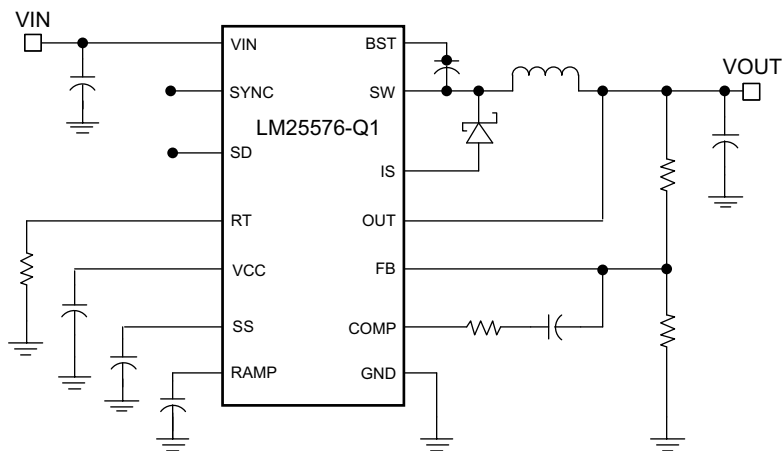 VIN
VOUT
LM25576-Q1
VIN
SYNC
SD
RT
VCC
SS
RAMP
BST
SW
IS
OUT
FB
COMP
GND